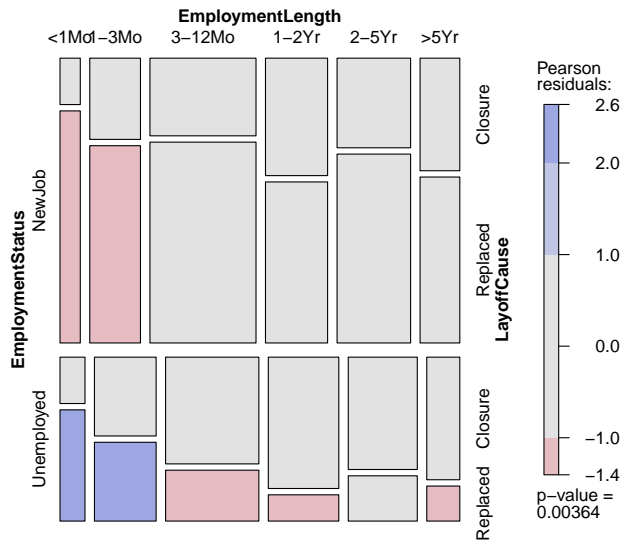 EmploymentLength
<1Mo 1−3Mo 3−12Mo 1−2Yr 2−5Yr >5Yr
EmploymentStatus
NewJob
Unemployed
Closure
Replaced
Closure
Replaced
LayoffCause
Pearson
residuals:
2.6
2.0
1.0
0.0
−1.0
−1.4
p−value =
0.00364